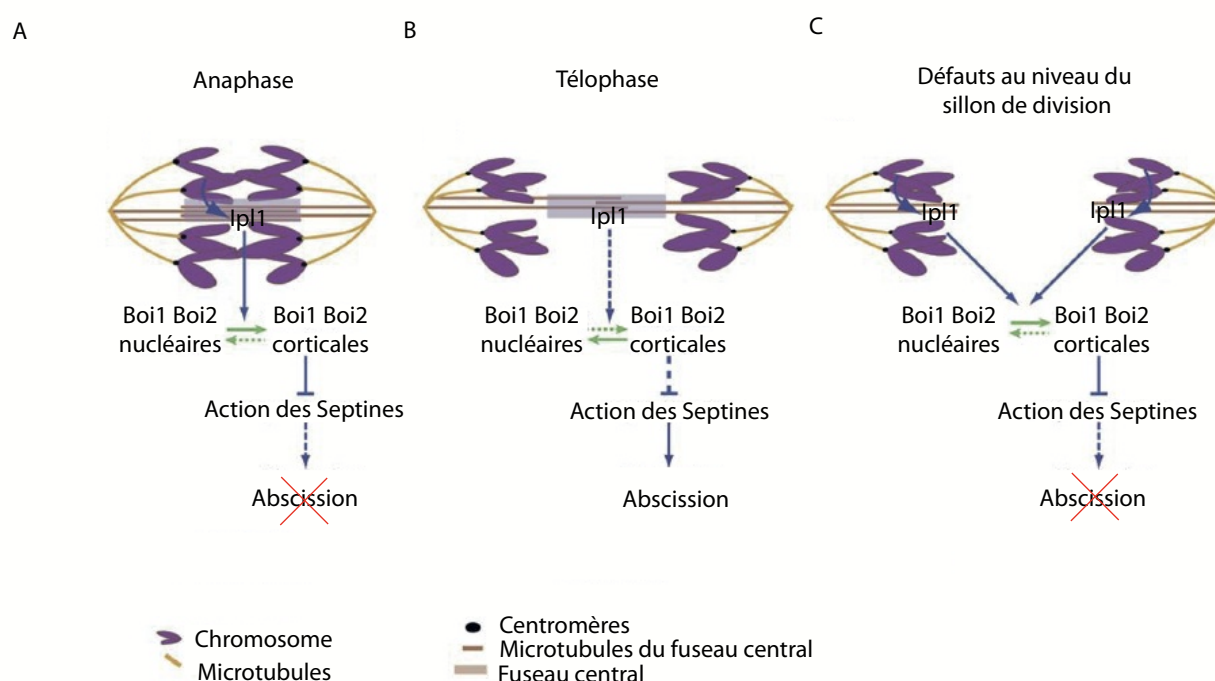 A
Anaphase
Ipl1
Boi1 Boi2
nucléaires
Boi1 Boi2
corticales
Action des Septines
Abscission
B
Télophase
Ipl1
Boi1 Boi2
nucléaires
Boi1 Boi2
corticales
Action des Septines
Abscission
C
Défauts au niveau du
sillon de division
Ipl1
Ipl1
Boi1 Boi2
nucléaires
Boi1 Boi2
corticales
Action des Septines
Abscission
Chromosome
Microtubules
Centromères
Microtubules du fuseau central
Fuseau central